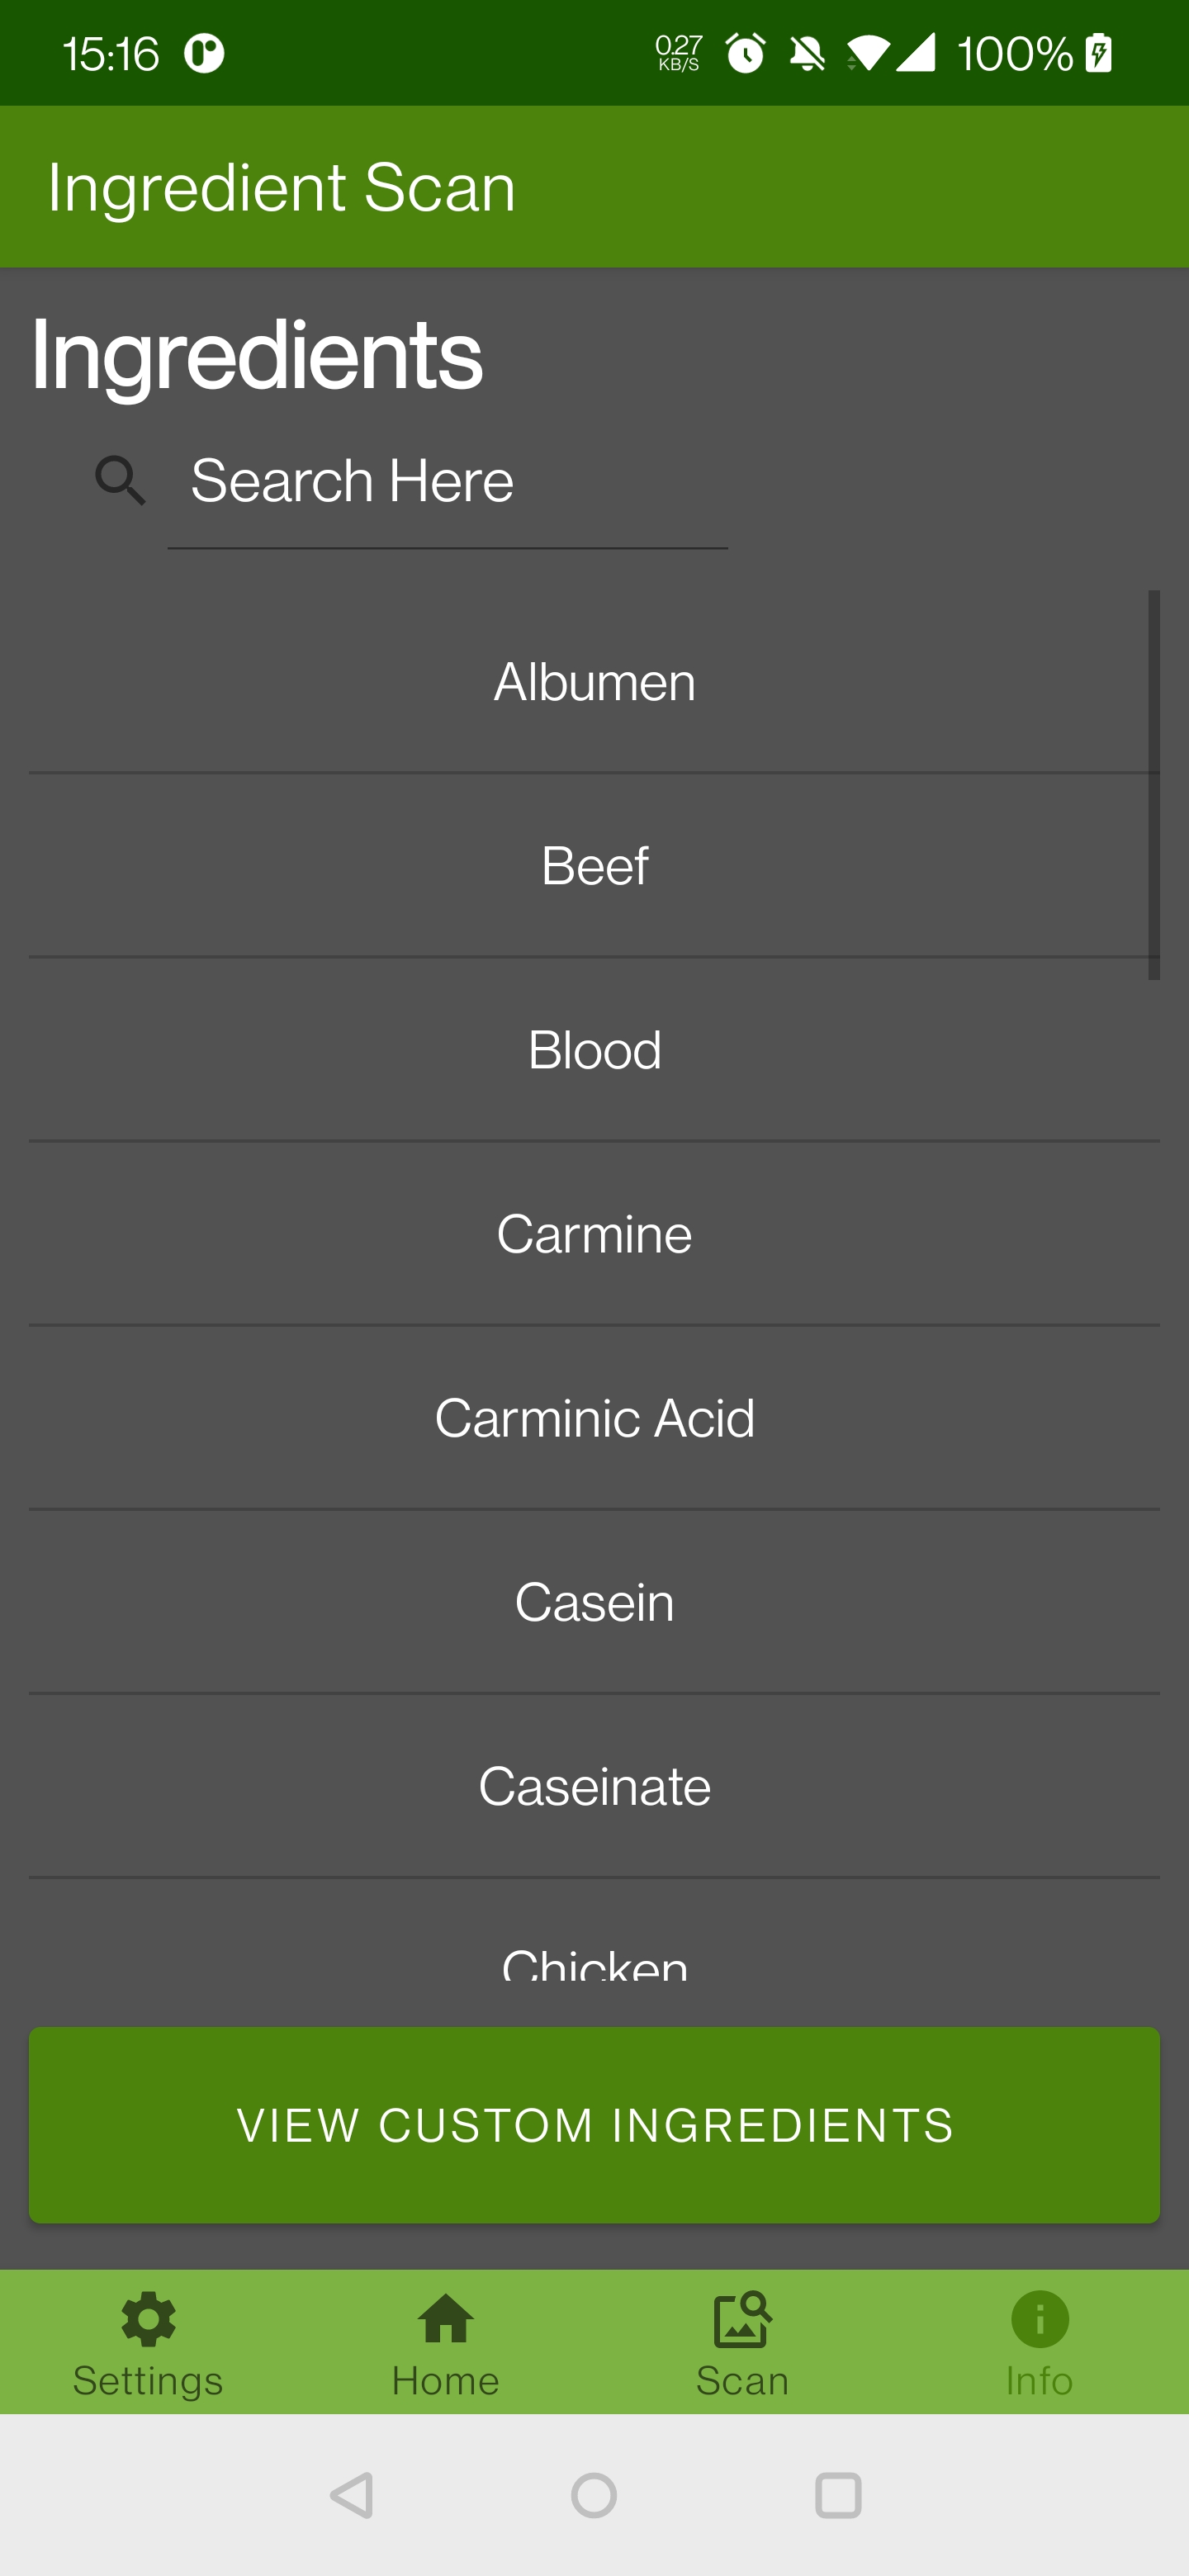 15:16
0.27
KB/S
100%
Ingredient Scan
Ingredients
Search Here
Albumen
Beef
Blood
Carmine
Carminic Acid
Casein
Caseinate
Chicken
VIEW CUSTOM INGREDIENTS
Settings
Home
Scan
Info